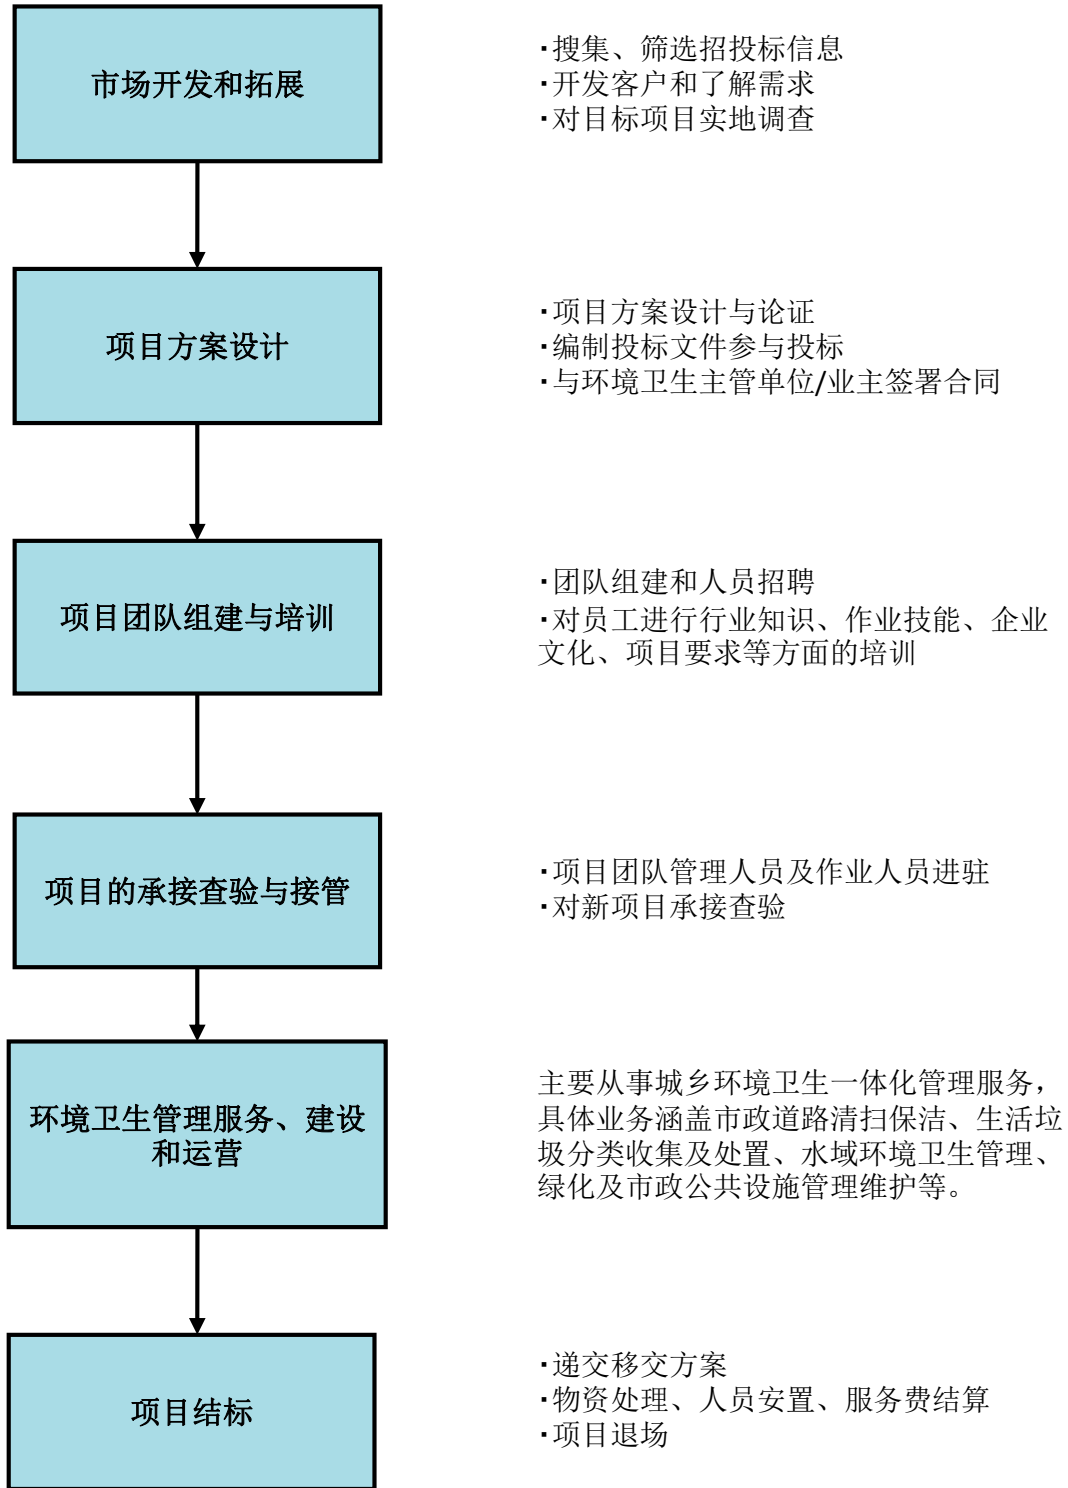 市场开发和拓展
·搜集、筛选招投标信息
·开发客户和了解需求
·对目标项目实地调查
项目方案设计
·项目方案设计与论证
·编制投标文件参与投标
·与环境卫生主管单位/业主签署合同
项目团队组建与培训
·团队组建和人员招聘
·对员工进行行业知识、作业技能、企业
文化、项目要求等方面的培训
项目的承接查验与接管
·项目团队管理人员及作业人员进驻
·对新项目承接查验
环境卫生管理服务、建设
和运营
主要从事城乡环境卫生一体化管理服务,
具体业务涵盖市政道路清扫保洁、生活垃
圾分类收集及处置、水域环境卫生管理、
绿化及市政公共设施管理维护等。
项目结标
·递交移交方案
·物资处理、人员安置、服务费结算
·项目退场